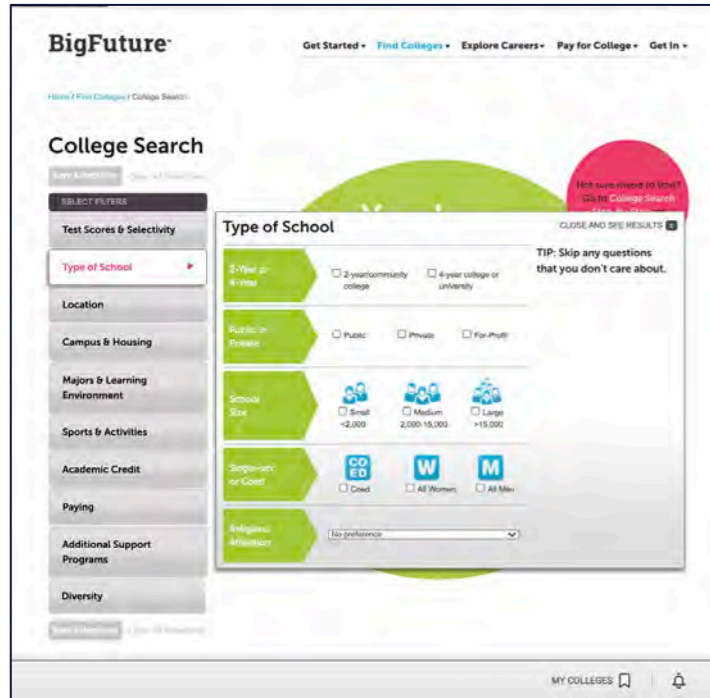 BigFuture™
Get Started Find Colleges Explore Careers Pay for College Get In
Home / Find Colleges / College Search
College Search
SELECT FILTERS
Not sure where to start?
Go to College Search
Test Scores & Selectivity
Type of School
Location
Campus & Housing
Majors & Learning
Environment
Sports & Activities
Academic Credit
Paying
Additional Support
Programs
Diversity
Type of School
CLOSE AND SEE RESULTS
TIP: Skip any questions
that you don't care about.
2-Year or
4-Year
2-year/community
college
4-year college or
university
Public or
Private
Public Private For-Profit
School
Size
Small
<2,000
Medium
2,000-15,000
Large
>15,000
Single-sex
or Coed
CO
ED
W
M
Coed All Women All Men
Religious
Affiliation
No preference
MY COLLEGES